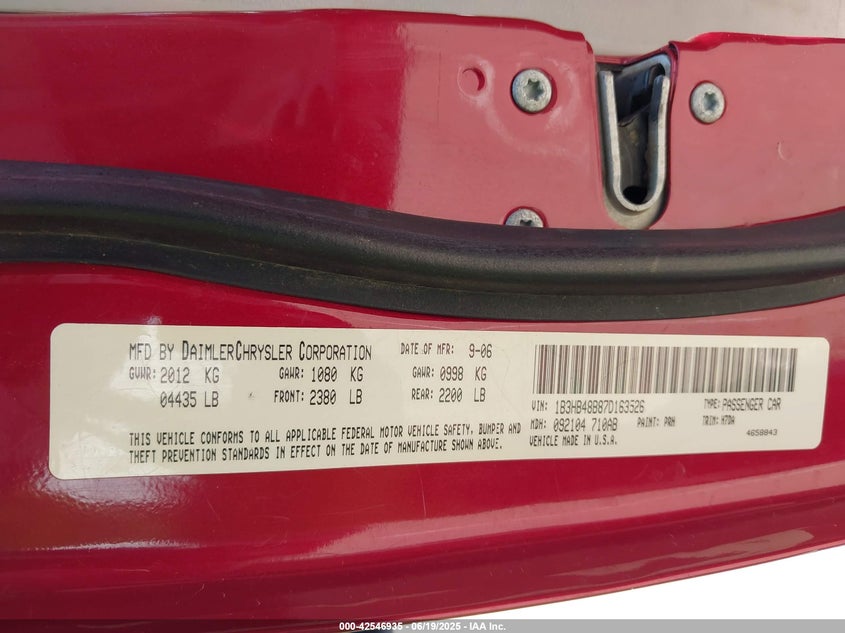 MFD BY DAIMLERCHRYSLER CORPORATION DATE OF MFR: 9-06
GVWR: 2012 KG GAWR: 1080 KG GAWR: 0998 KG
04435 LB FRONT: 2380 LB REAR: 2200 LB
THIS VEHICLE CONFORMS TO ALL APPLICABLE FEDERAL MOTOR VEHICLE SAFETY, BUMPER AND
THEFT PREVENTION STANDARDS IN EFFECT ON THE DATE OF MANUFACTURE SHOWN ABOVE.
VIN: 1B3HB48B87D163526 TYPE: PASSENGER CAR
MDH: 092104 710AB PAINT: PRH TRIM: H7DA
VEHICLE MADE IN U.S.A. 4658843
000 - 42546935 - 06/19/2025 - IAA Inc.